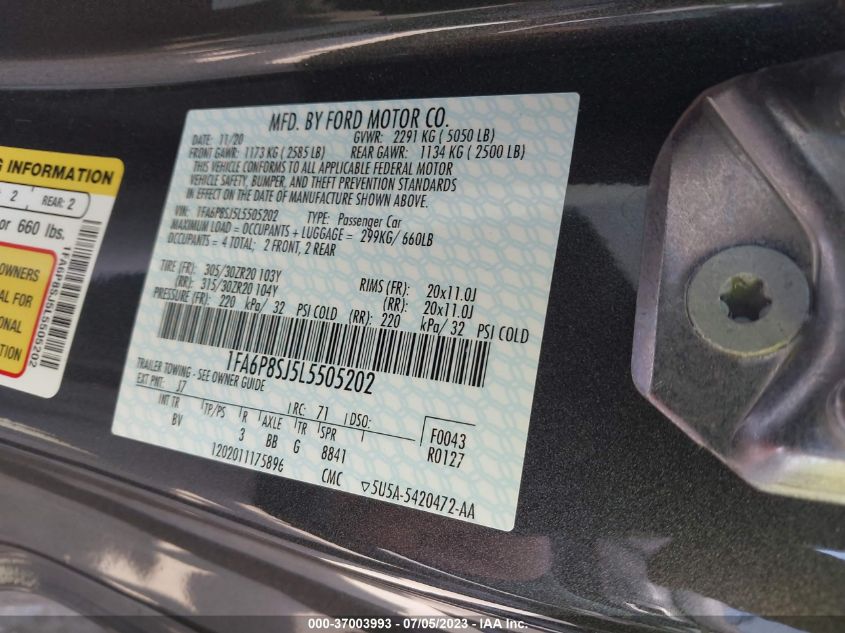 G INFORMATION
2 REAR: 2
or 660 lbs.
OWNERS
AL FOR
ONAL
TION
1FA6P8SJ5L5505202
MFD. BY FORD MOTOR CO.
DATE: 11/20 GVWR: 2291 KG ( 5050 LB)
FRONT GAWR: 1173 KG ( 2585 LB) REAR GAWR: 1134 KG ( 2500 LB)
THIS VEHICLE CONFORMS TO ALL APPLICABLE FEDERAL MOTOR
VEHICLE SAFETY, BUMPER, AND THEFT PREVENTION STANDARDS
IN EFFECT ON THE DATE OF MANUFACTURE SHOWN ABOVE.
VIN: 1FA6P8SJ5L5505202 TYPE: Passenger Car
MAXIMUM LOAD = OCCUPANTS + LUGGAGE = 299KG/ 660LB
OCCUPANTS = 4 TOTAL: 2 FRONT, 2 REAR
TIRE (FR): 305/30ZR20 103Y RIMS (FR): 20x11.0J
(RR): 315/30ZR20 104Y (RR): 20x11.0J
PRESSURE (FR): 220 kPa/ 32 PSI COLD (RR): 220 kPa/ 32 PSI COLD
1FA6P8SJ5L5505202
TRAILER TOWING - SEE OWNER GUIDE
EXT PNT: J7 RC: 71 DSO:
INT TR TP/PS R AXLE TR SPR F0043
BV 3 BB G 8841 R0127
1202011175896 CMC ▽5U5A-5420472-AA
000-37003993 - 07/05/2023 - IAA Inc.